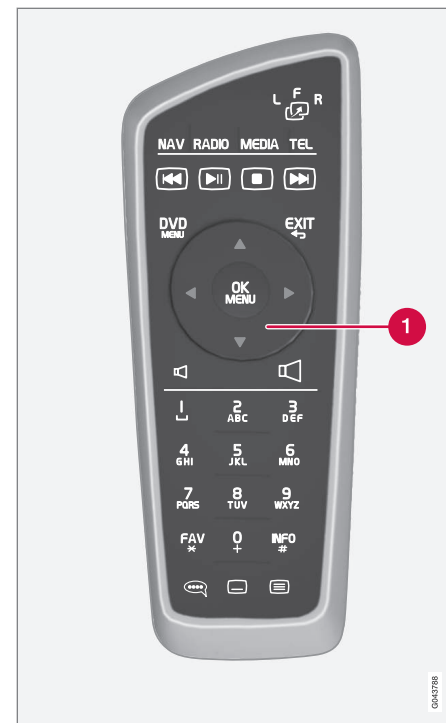 L F R
NAV RADIO MEDIA TEL
DVD EXIT
MENU
OK
MENU
1
1 2 3
ABC DEF
4 5 6
GHI JKL MNO
7 8 9
PQRS TUV WXYZ
FAV 0 INFO
* + #
G043788